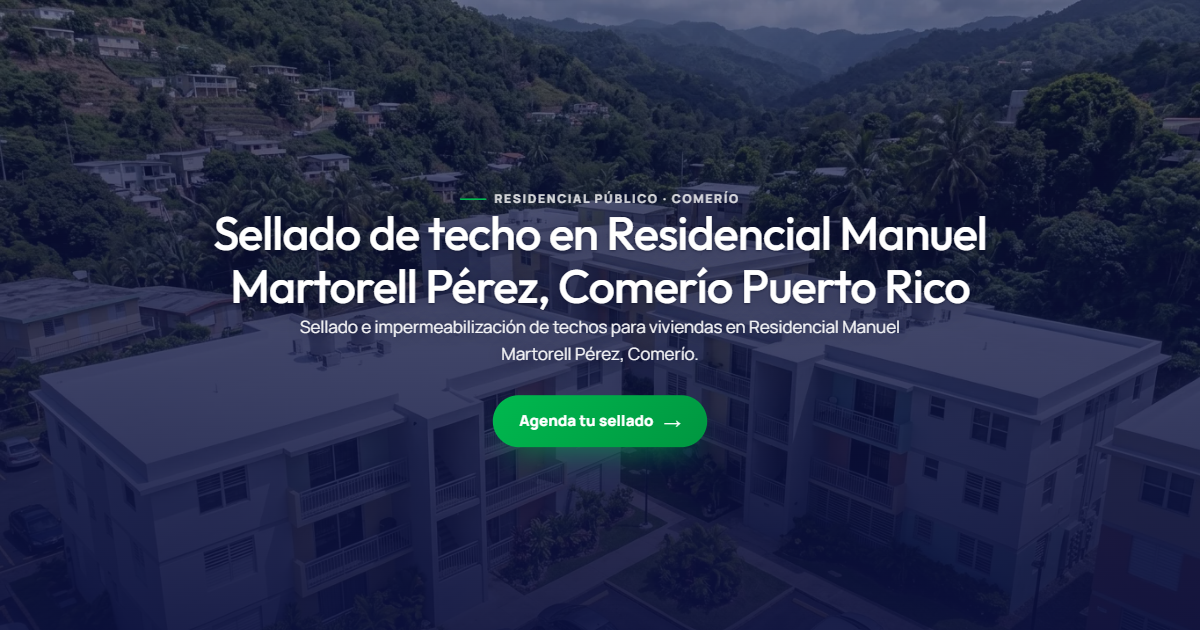 RESIDENCIAL PÚBLICO · COMERÍO
Sellado de techo en Residencial Manuel
Martorell Pérez, Comerío Puerto Rico
Sellado e impermeabilización de techos para viviendas en Residencial Manuel
Martorell Pérez, Comerío.
Agenda tu sellado →